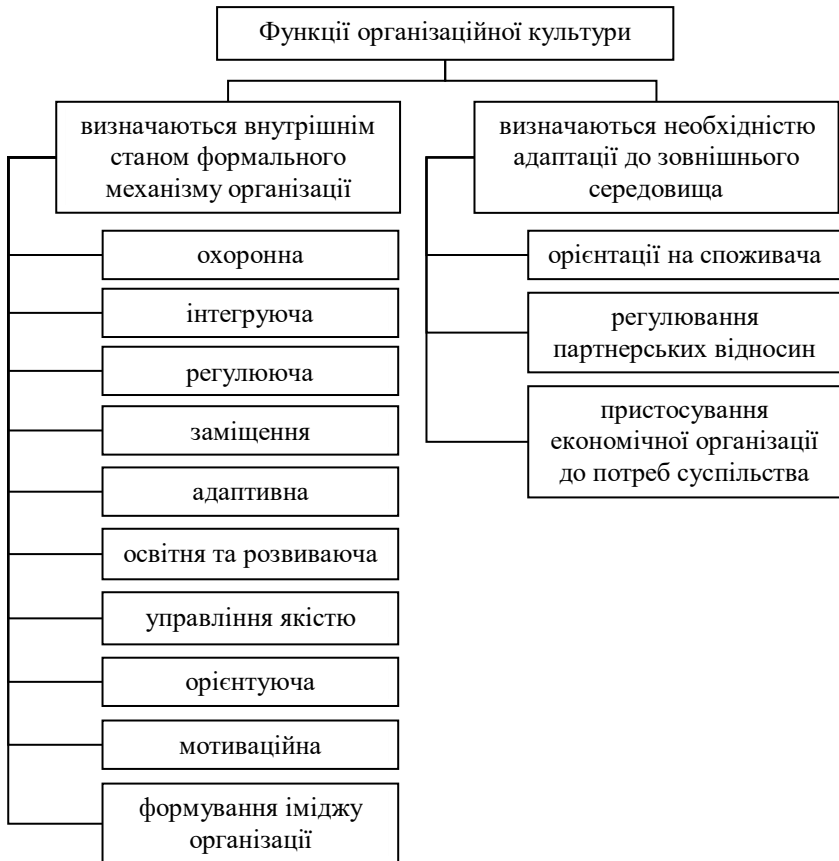 Функції організаційної культури
визначаються внутрішнім
станом формального
механізму організації
охоронна
інтегруюча
регулююча
заміщення
адаптивна
освітня та розвиваюча
управління якістю
орієнтуюча
мотиваційна
формування іміджу
організації
визначаються необхідністю
адаптації до зовнішнього
середовища
орієнтації на споживача
регулювання
партнерських відносин
пристосування
економічної організації
до потреб суспільства